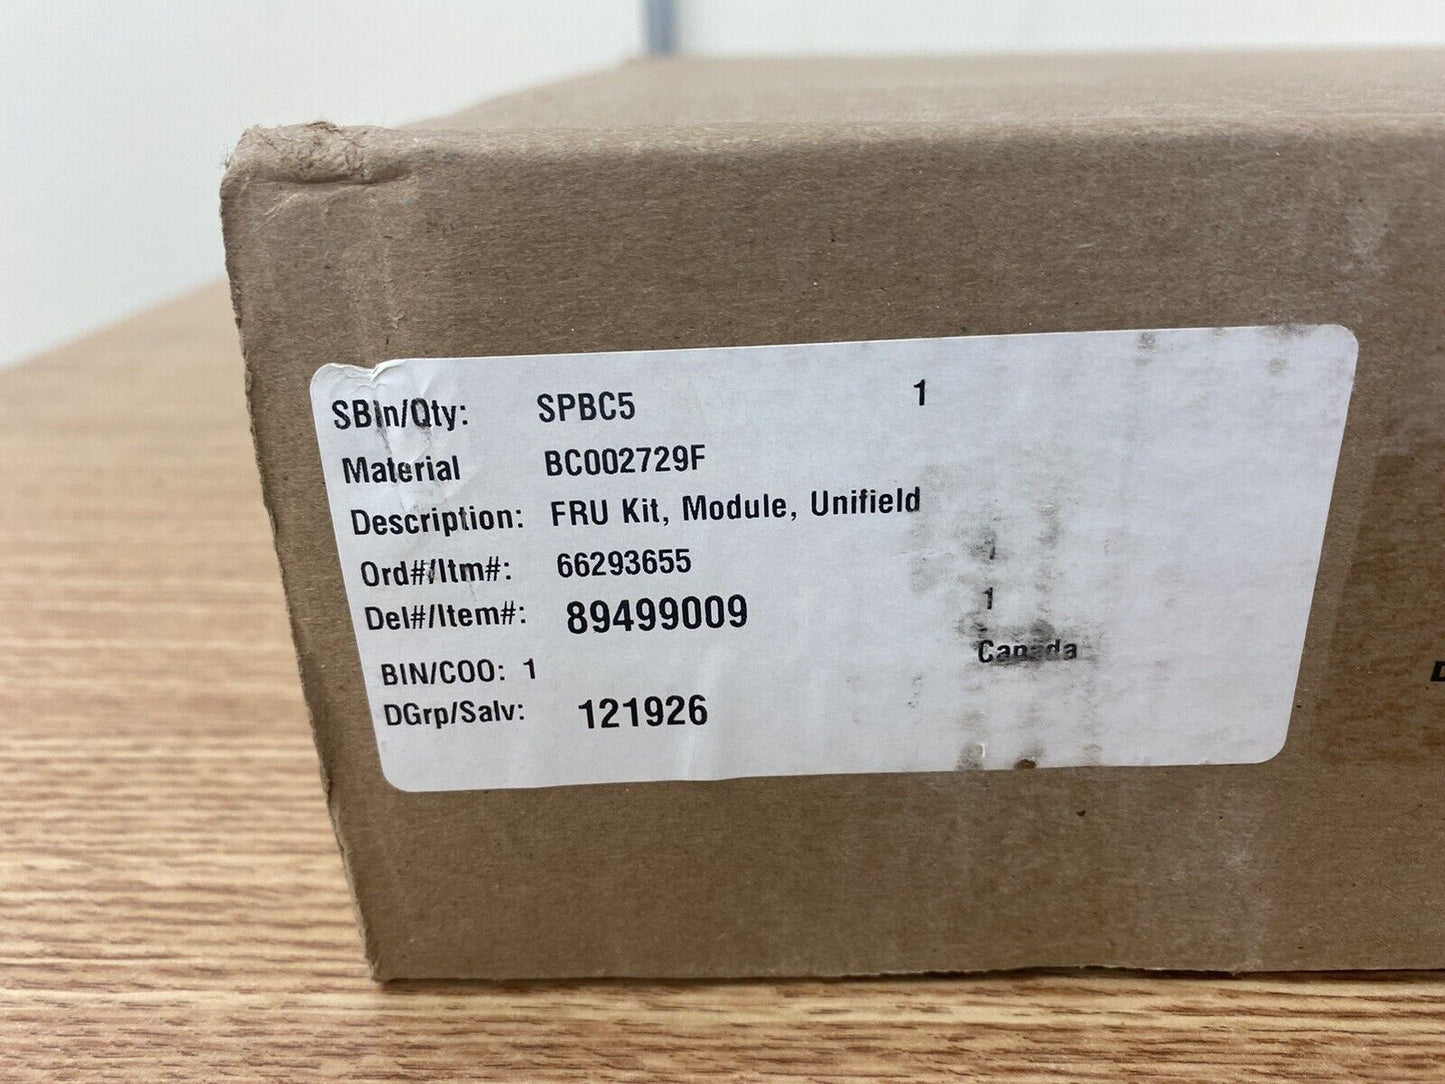 SBIn/Qty: SPBC5 1
Material BC002729F
Description: FRU Kit, Module, Unifield
Ord#/Itm#: 66293655 1
Del#/Item#: 89499009 1
BIN/COO: 1 Canada
DGrp/Salv: 121926